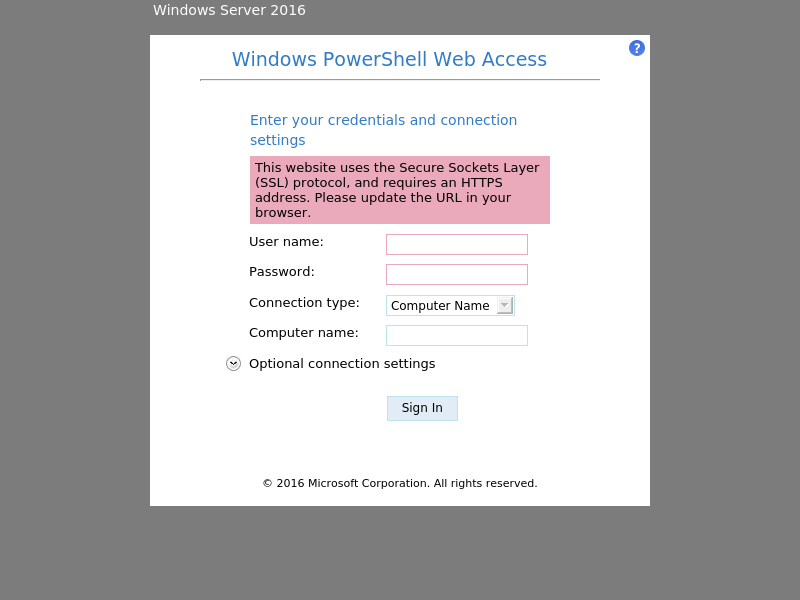 Windows Server 2016
?
Windows PowerShell Web Access
Enter your credentials and connection
settings
This website uses the Secure Sockets Layer
(SSL) protocol, and requires an HTTPS
address. Please update the URL in your
browser.
User name:
Password:
Connection type: Computer Name
Computer name:
Optional connection settings
Sign In
© 2016 Microsoft Corporation. All rights reserved.